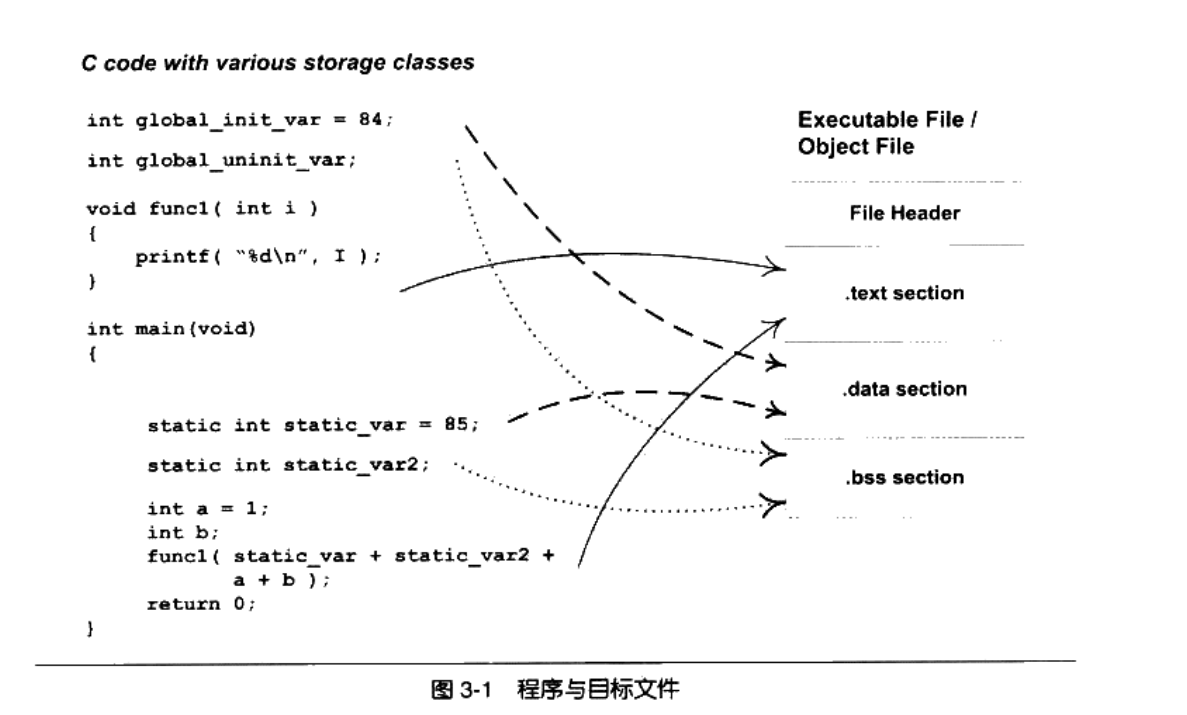 C code with various storage classes
int global_init_var = 84;
int global_uninit_var;
void func1( int i )
{
printf( "%d\n", I );
}
int main(void)
{
static int static_var = 85;
static int static_var2;
int a = 1;
int b;
func1( static_var + static_var2 +
a + b );
return 0;
}
Executable File /
Object File
File Header
.text section
.data section
.bss section
图 3-1 程序与目标文件